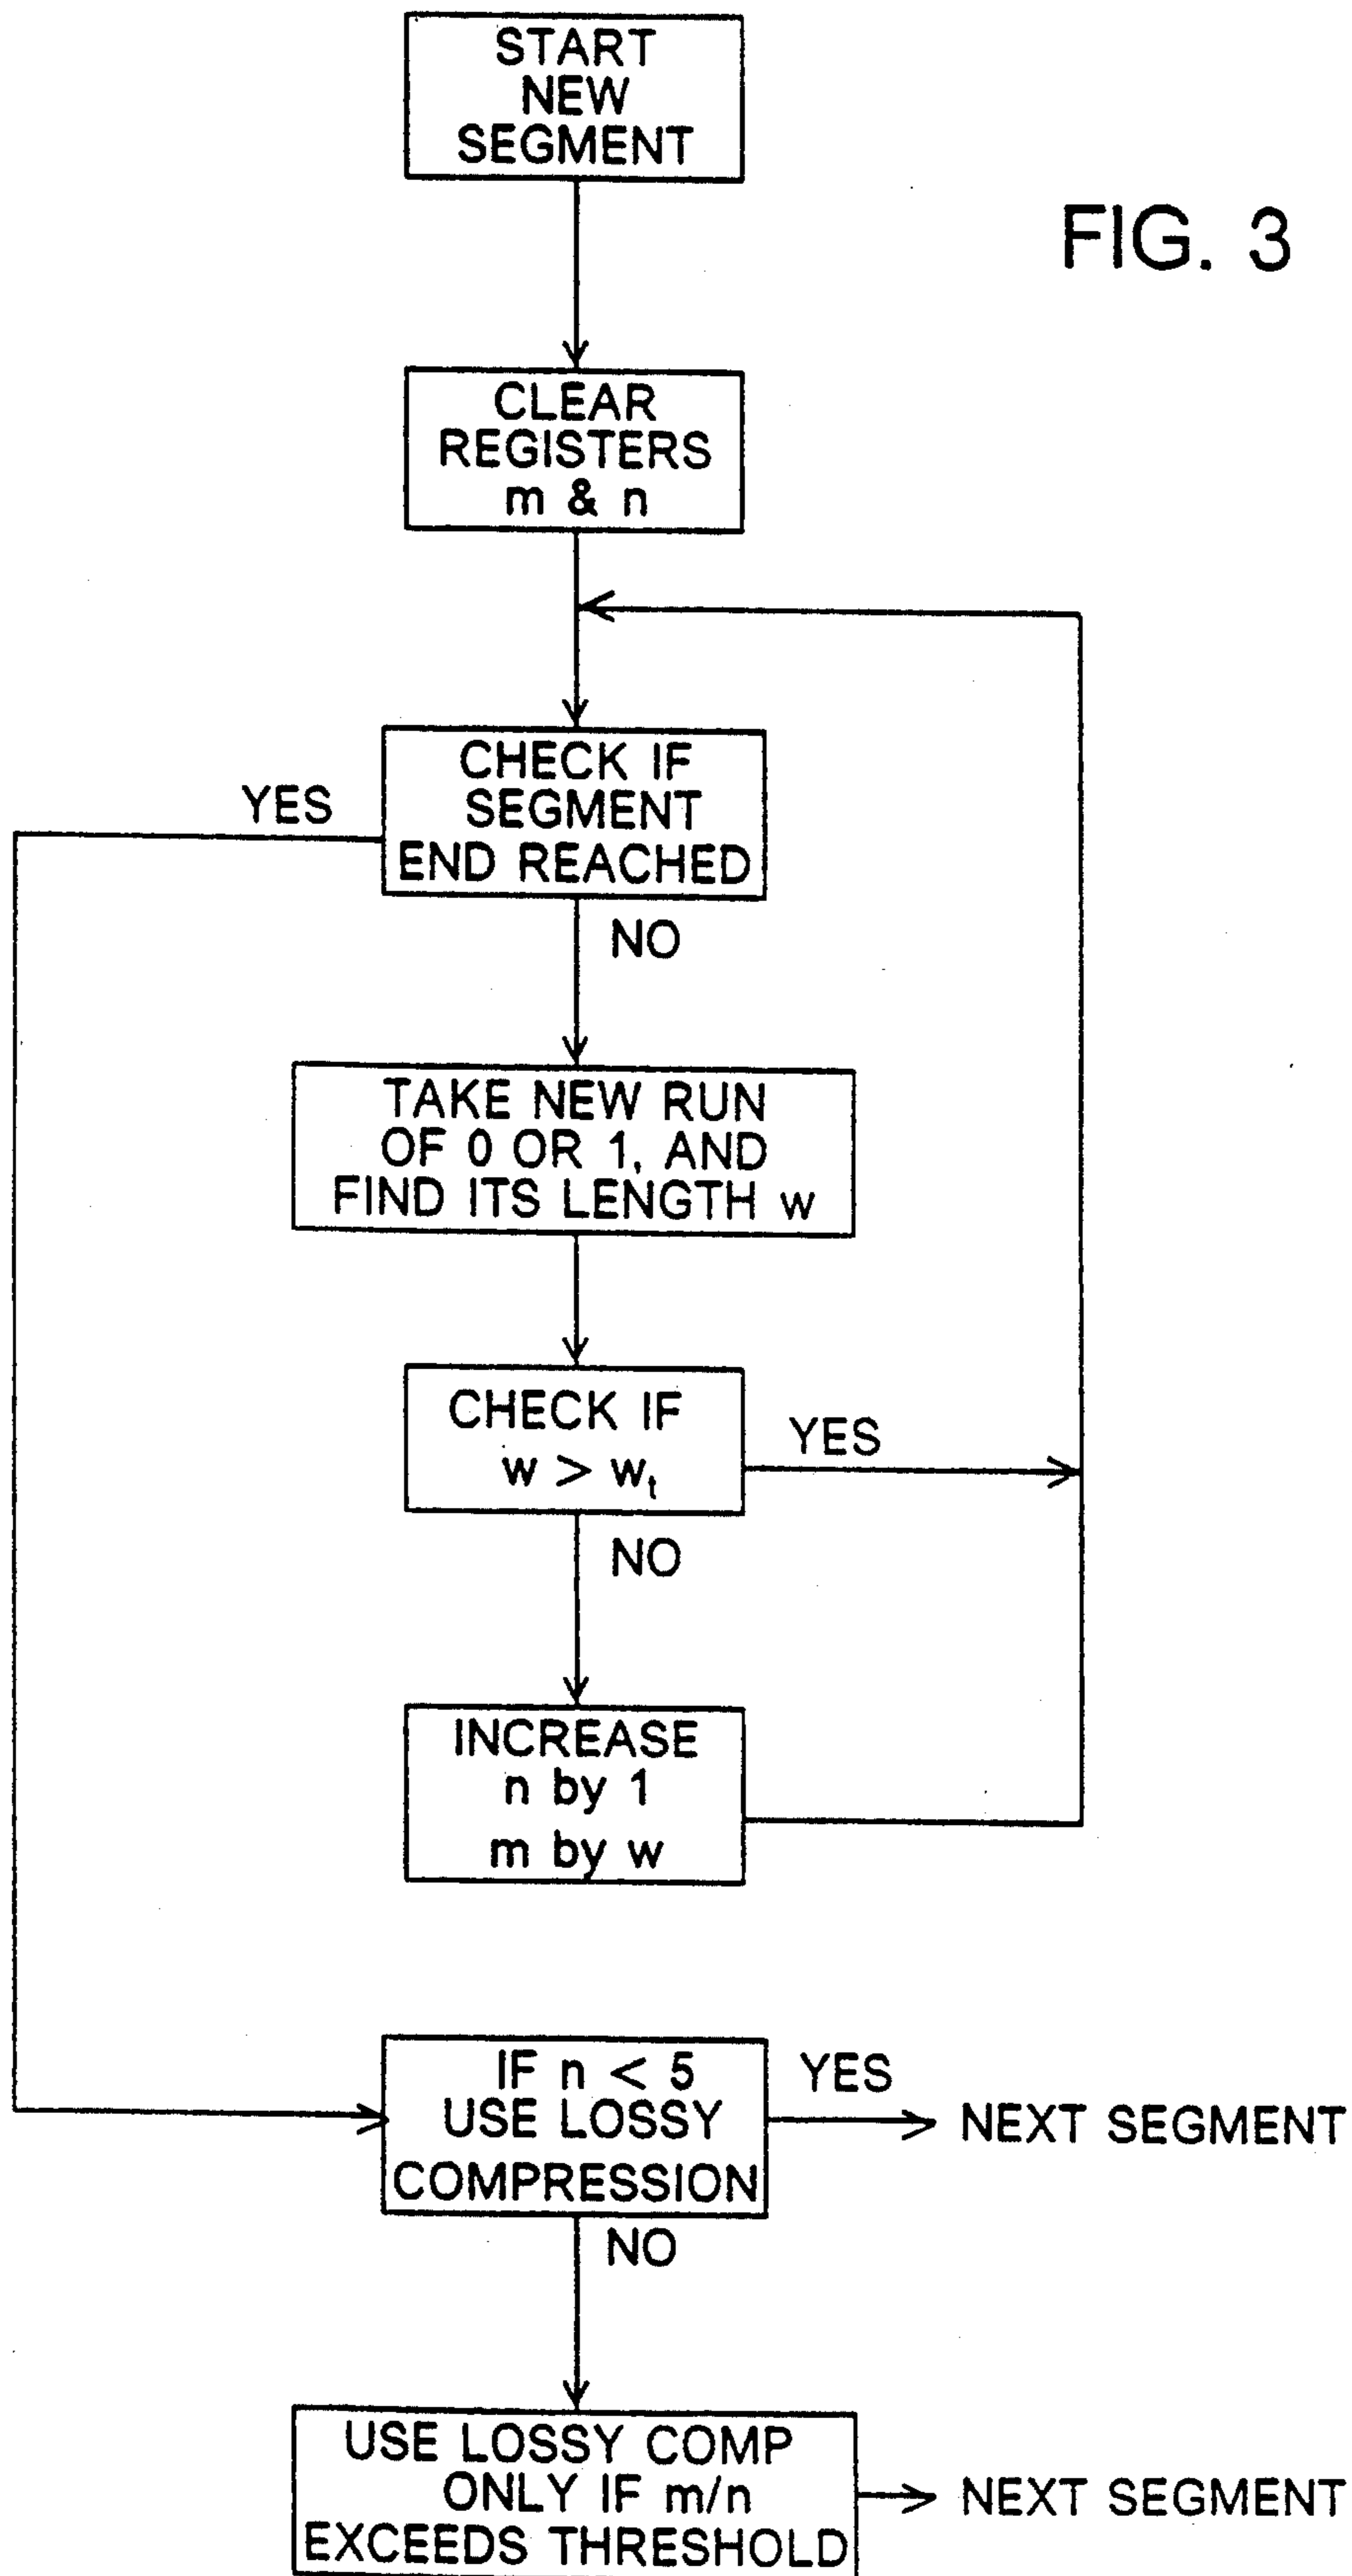 START
NEW
SEGMENT
FIG. 3
CLEAR
REGISTERS
m & n
CHECK IF
SEGMENT
END REACHED
YES
NO
TAKE NEW RUN
OF 0 OR 1, AND
FIND ITS LENGTH w
CHECK IF
w > wₜ
YES
NO
INCREASE
n by 1
m by w
IF n < 5
USE LOSSY
COMPRESSION
YES
NEXT SEGMENT
NO
USE LOSSY COMP
ONLY IF m/n
EXCEEDS THRESHOLD
NEXT SEGMENT